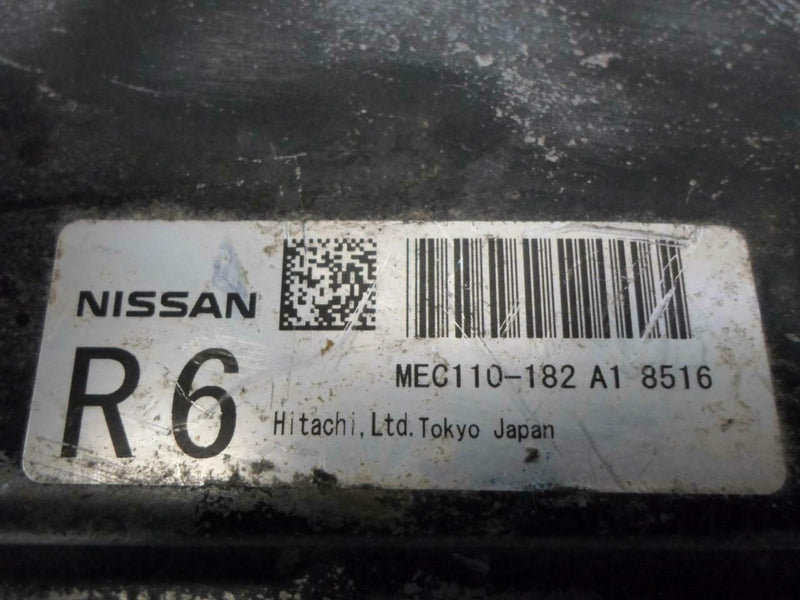 NISSAN
R6
MEC110-182 A1 8516
Hitachi,Ltd.Tokyo Japan